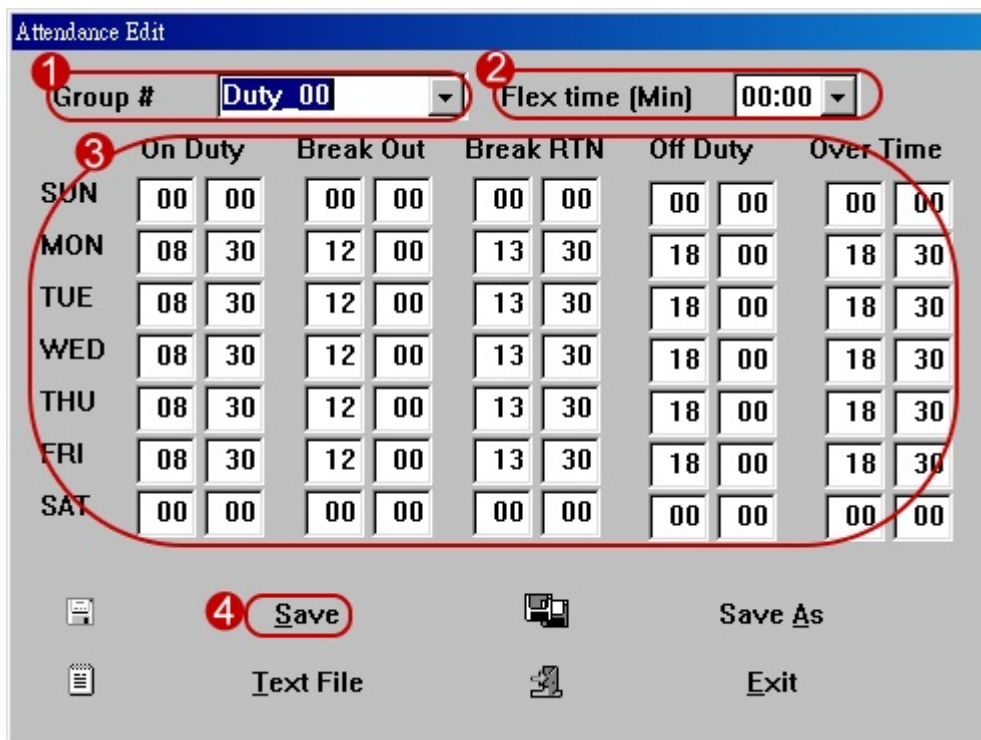 Attendance Edit
1 2
Group # Duty_00 Flex time (Min) 00:00
3 On Duty Break Out Break RTN Off Duty Over Time
SUN 00 00 00 00 00 00 00 00 00 00
MON 08 30 12 00 13 30 18 00 18 30
TUE 08 30 12 00 13 30 18 00 18 30
WED 08 30 12 00 13 30 18 00 18 30
THU 08 30 12 00 13 30 18 00 18 30
FRI 08 30 12 00 13 30 18 00 18 30
SAT 00 00 00 00 00 00 00 00 00 00
4 Save Save As
Text File Exit